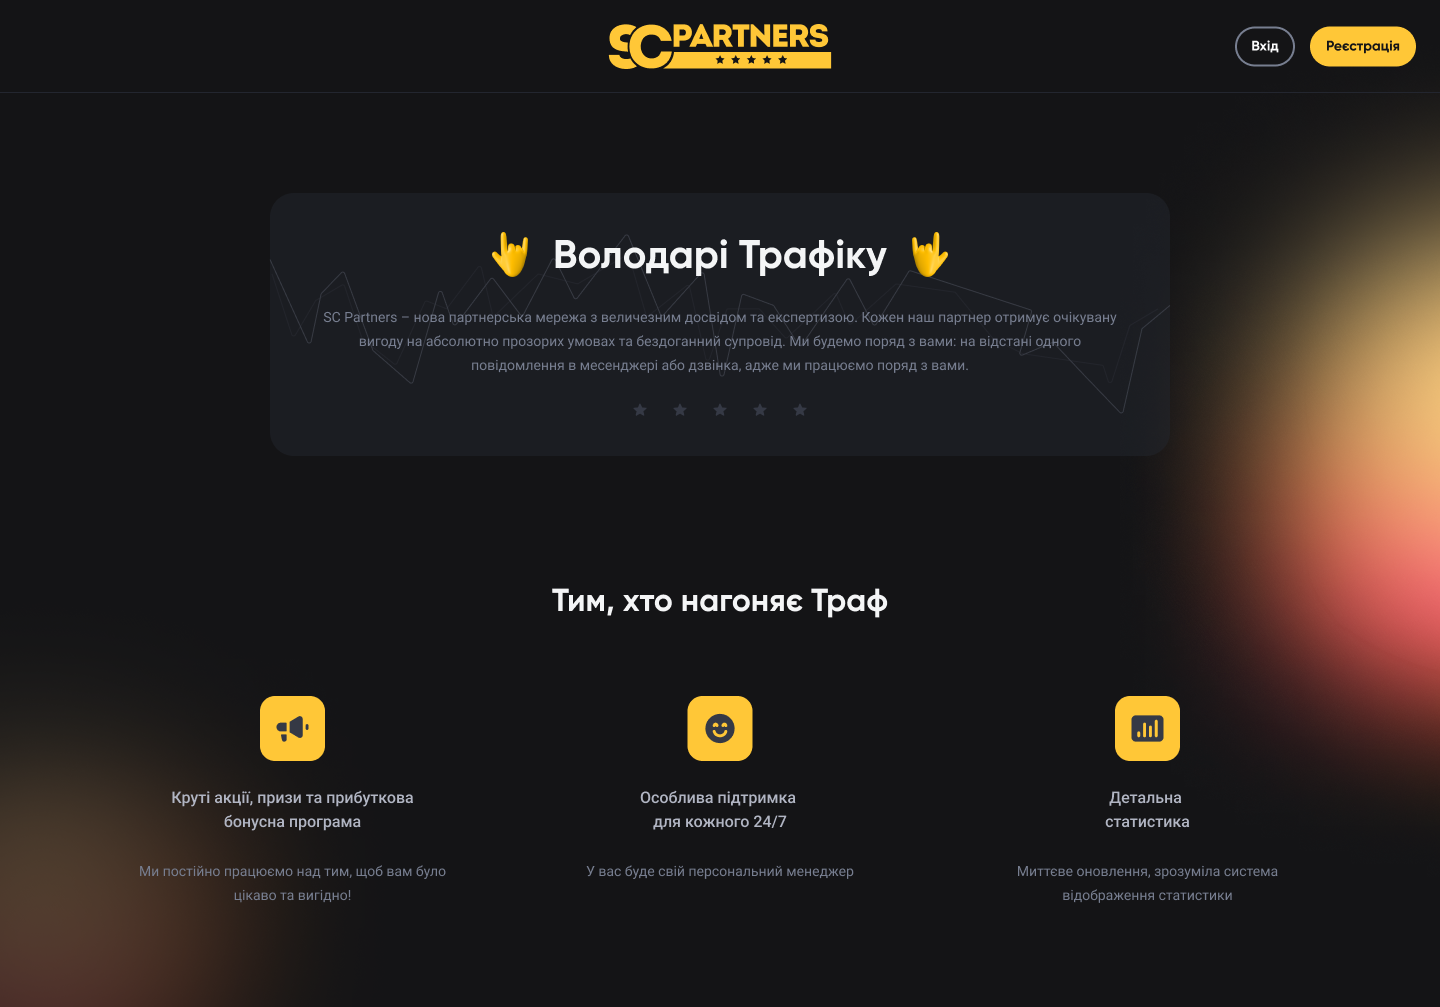 SC PARTNERS
Вхід
Реєстрація
Володарі Трафіку
SC Partners – нова партнерська мережа з величезним досвідом та експертизою. Кожен наш партнер отримує очікувану
вигоду на абсолютно прозорих умовах та бездоганний супровід. Ми будемо поряд з вами: на відстані одного
повідомлення в месенджері або дзвінка, адже ми працюємо поряд з вами.
Тим, хто нагоняє Траф
Круті акції, призи та прибуткова
бонусна програма
Ми постійно працюємо над тим, щоб вам було
цікаво та вигідно!
Особлива підтримка
для кожного 24/7
У вас буде свій персональний менеджер
Детальна
статистика
Миттєве оновлення, зрозуміла система
відображення статистики